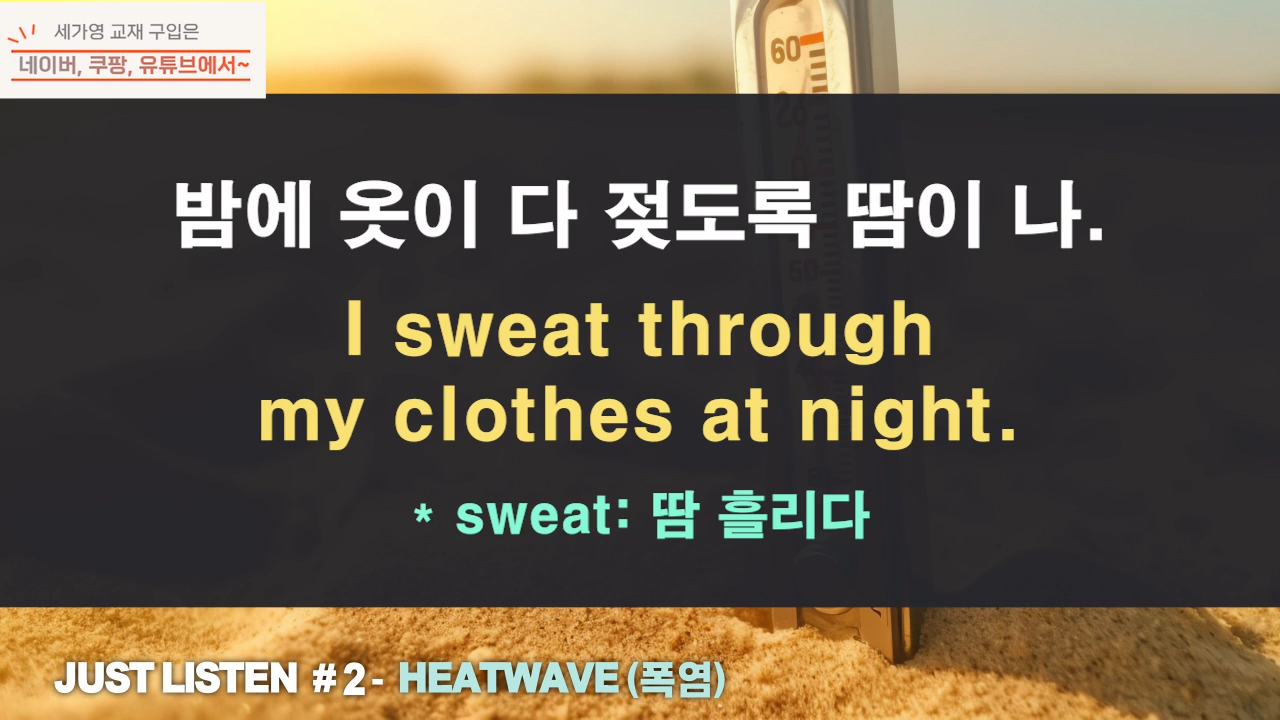 세가영 교재 구입은
네이버, 쿠팡, 유튜브에서~
60
밤에 옷이 다 젖도록 땀이 나.
I sweat through
my clothes at night.
* sweat: 땀 흘리다
JUST LISTEN #2- HEATWAVE (폭염)